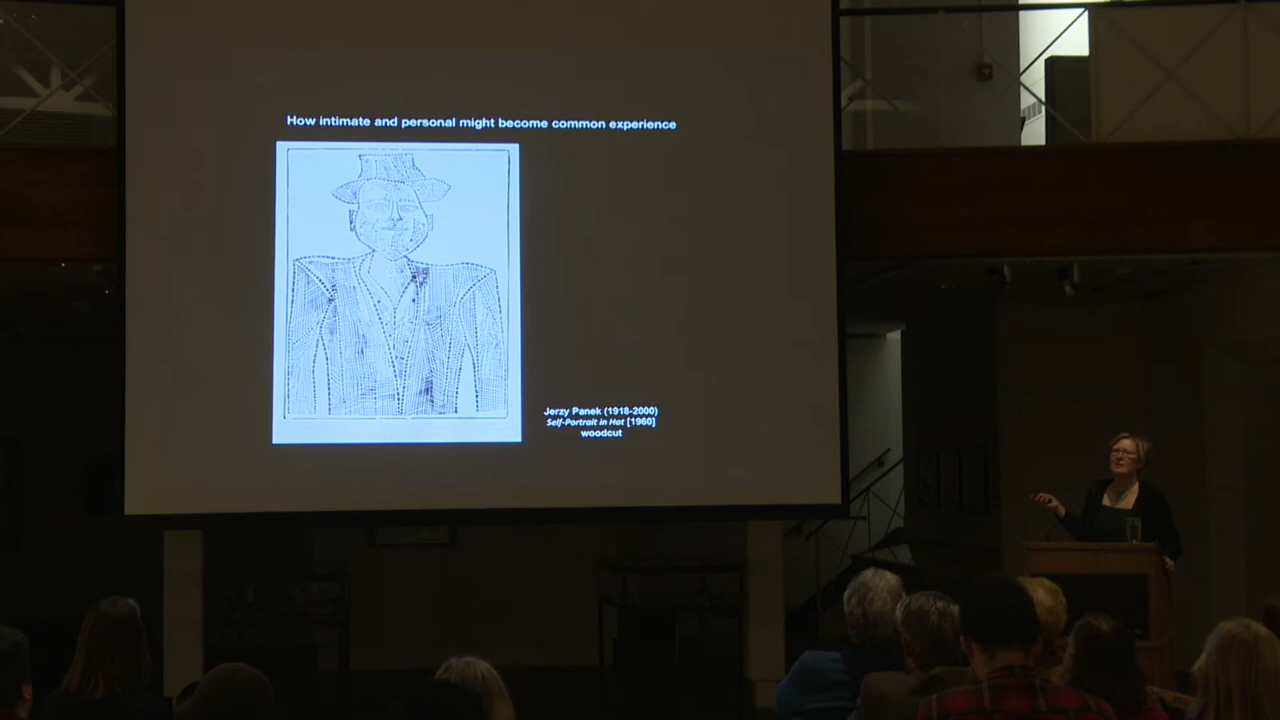 How intimate and personal might become common experience
Jerzy Panek (1918-2000)
Self-Portrait in Hat [1960]
woodcut